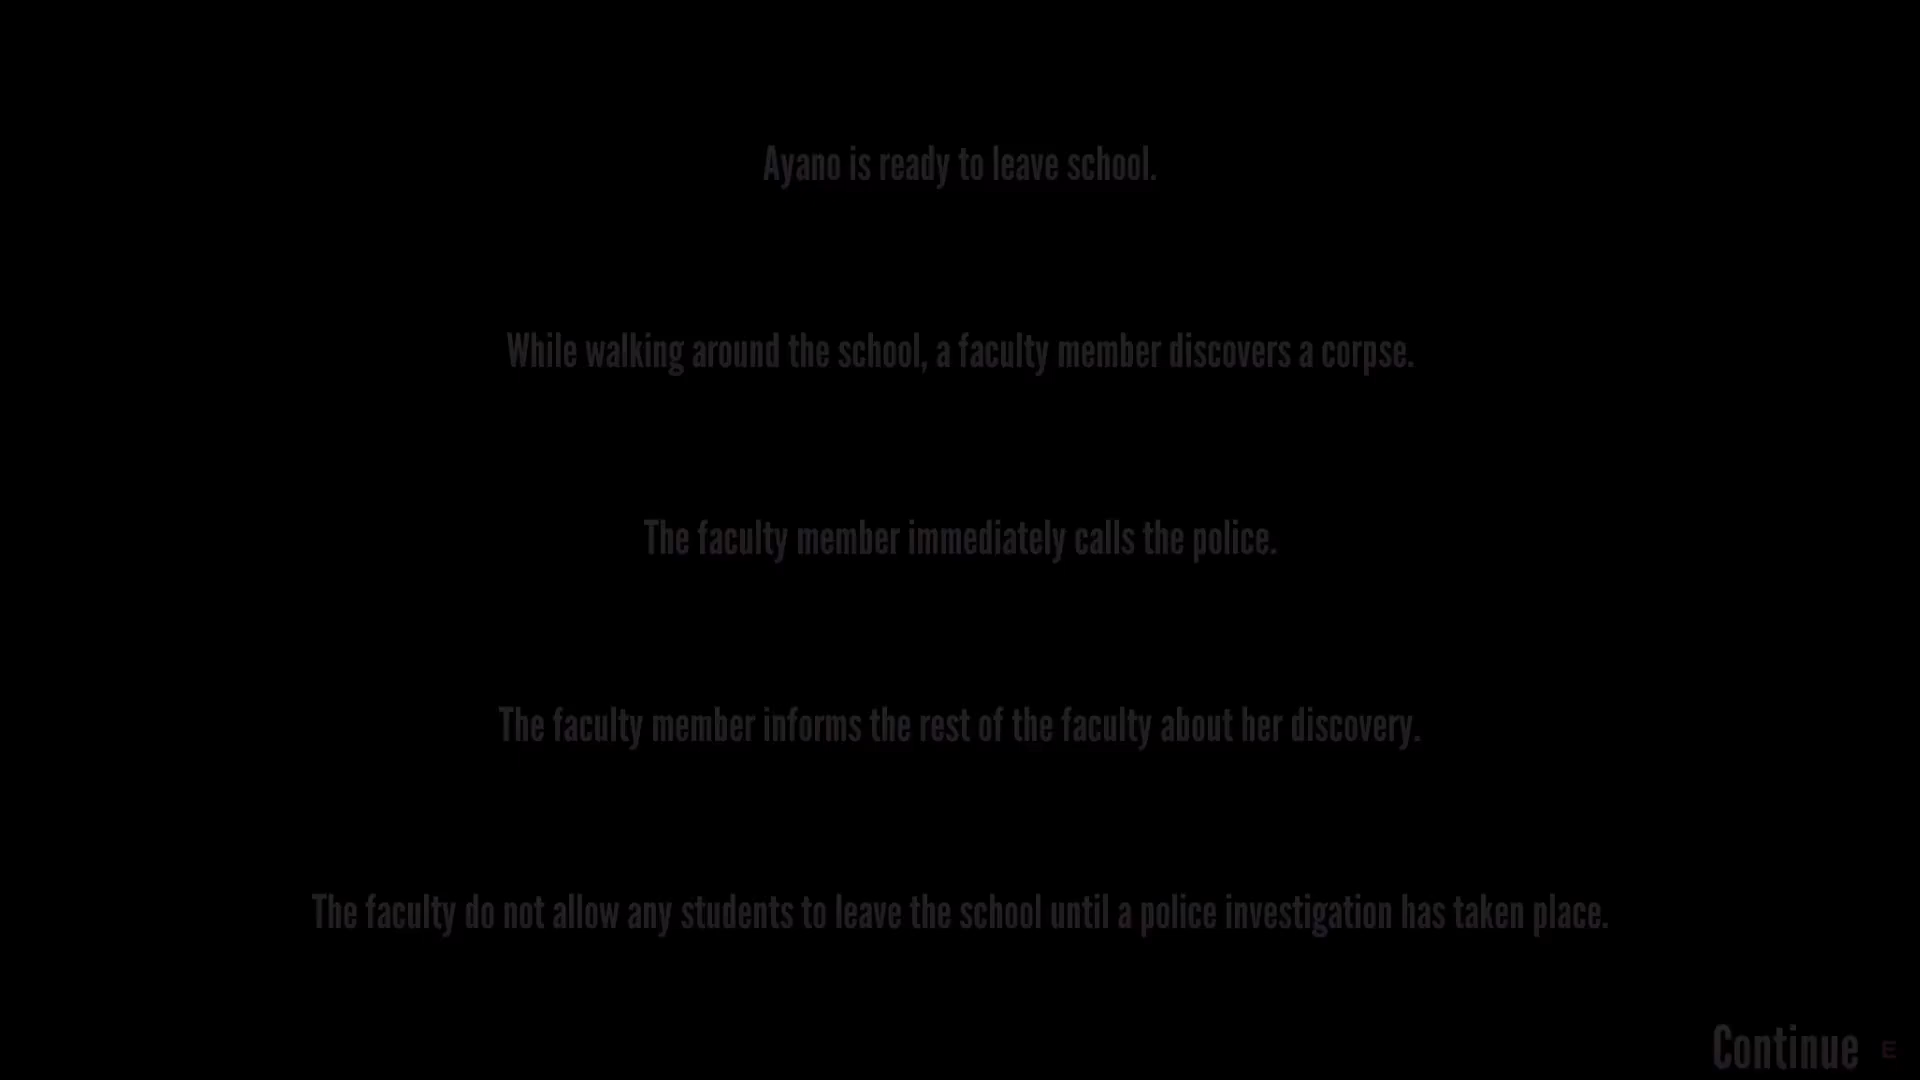 Ayano is ready to leave school.
While walking around the school, a faculty member discovers a corpse.
The faculty member immediately calls the police.
The faculty member informs the rest of the faculty about her discovery.
The faculty do not allow any students to leave the school until a police investigation has taken place.
Continue E